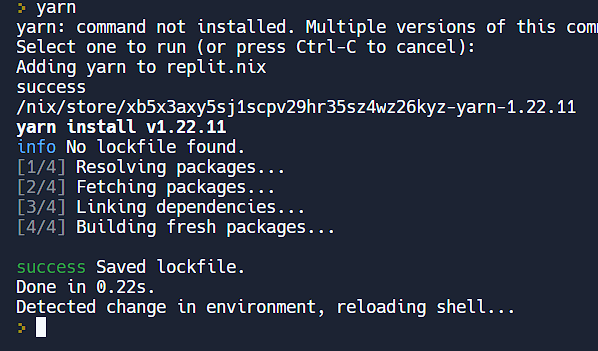 > yarn
yarn: command not installed. Multiple versions of this com
Select one to run (or press Ctrl-C to cancel):
Adding yarn to replit.nix
success
/nix/store/xb5x3axy5sj1scpv29hr35sz4wz26kyz-yarn-1.22.11
yarn install v1.22.11
info No lockfile found.
[1/4] Resolving packages...
[2/4] Fetching packages...
[3/4] Linking dependencies...
[4/4] Building fresh packages...
success Saved lockfile.
Done in 0.22s.
Detected change in environment, reloading shell...
>